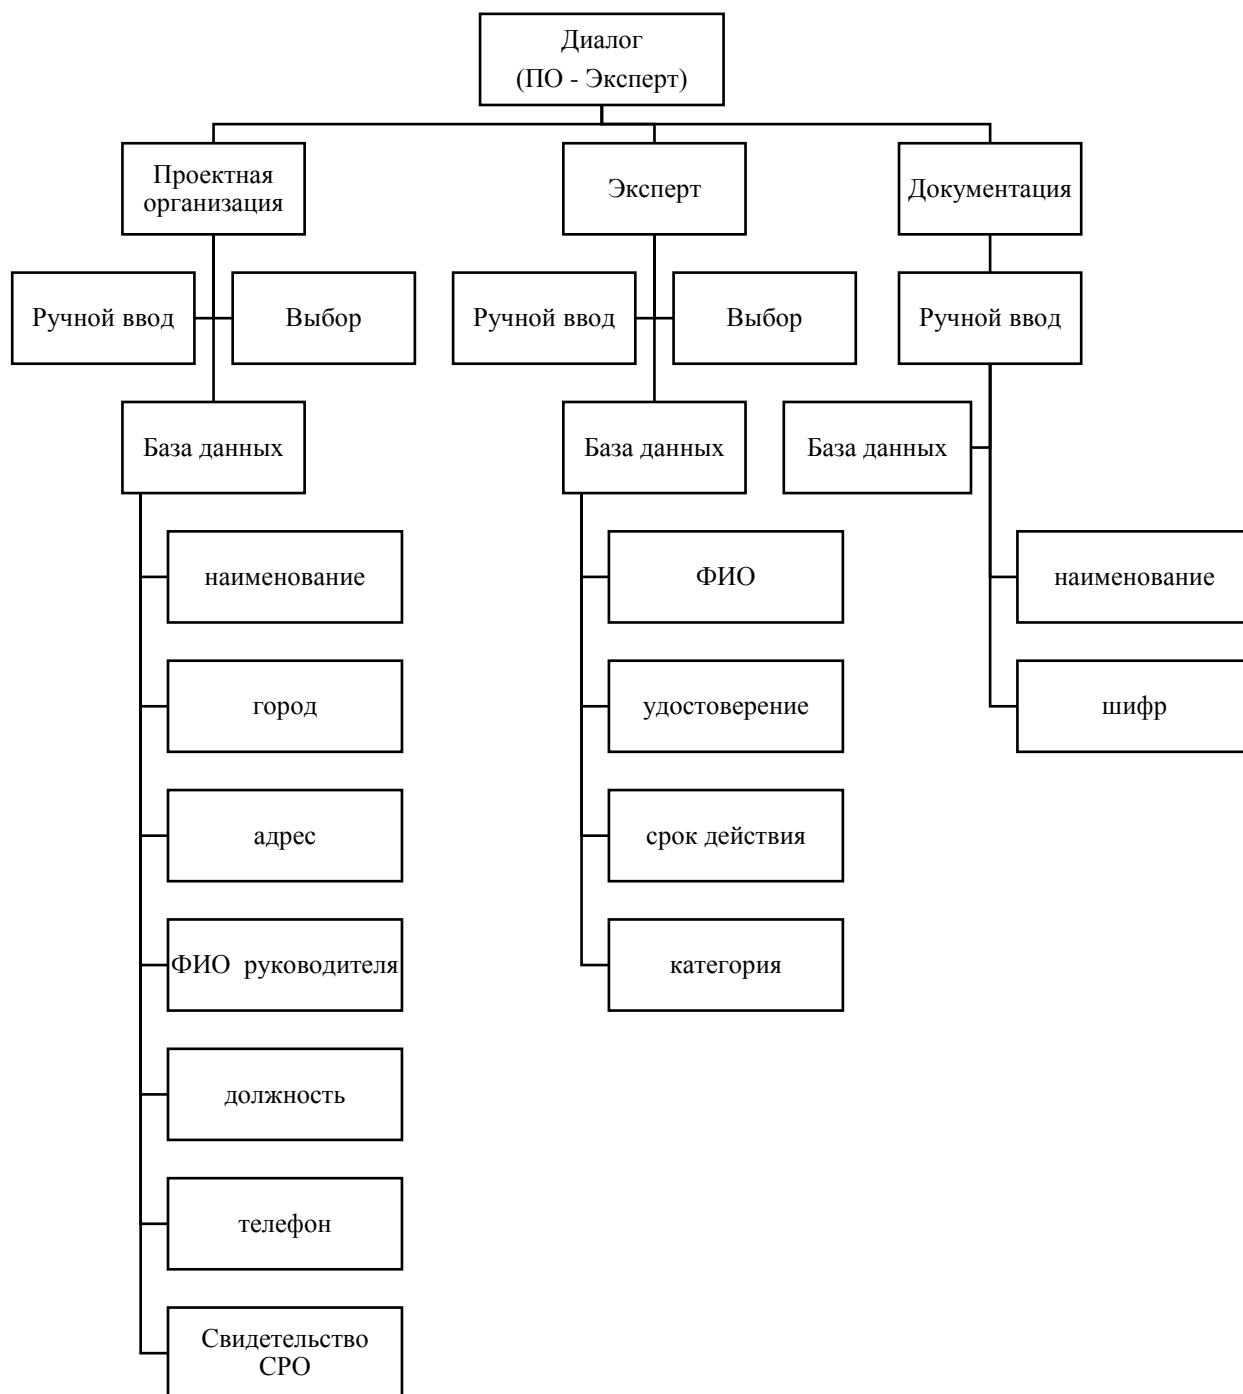 Диалог
(ПО - Эксперт)
Проектная
организация
Эксперт
Документация
Ручной ввод
Выбор
Ручной ввод
Выбор
Ручной ввод
База данных
База данных
База данных
наименование
ФИО
наименование
город
удостоверение
шифр
адрес
срок действия
ФИО  руководителя
категория
должность
телефон
Свидетельство
СРО